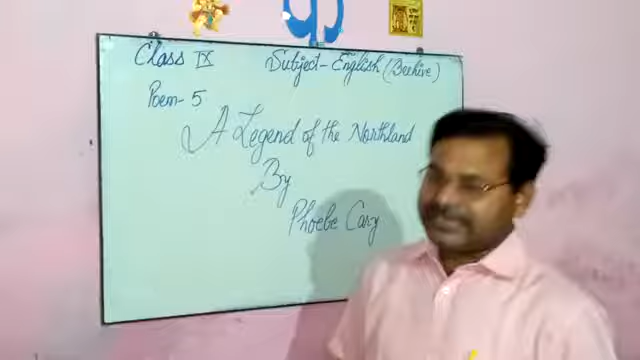 Class IX Subject-English (Beehive)
Poem-5
A Legend of the Northland
By
Phoebe Cary